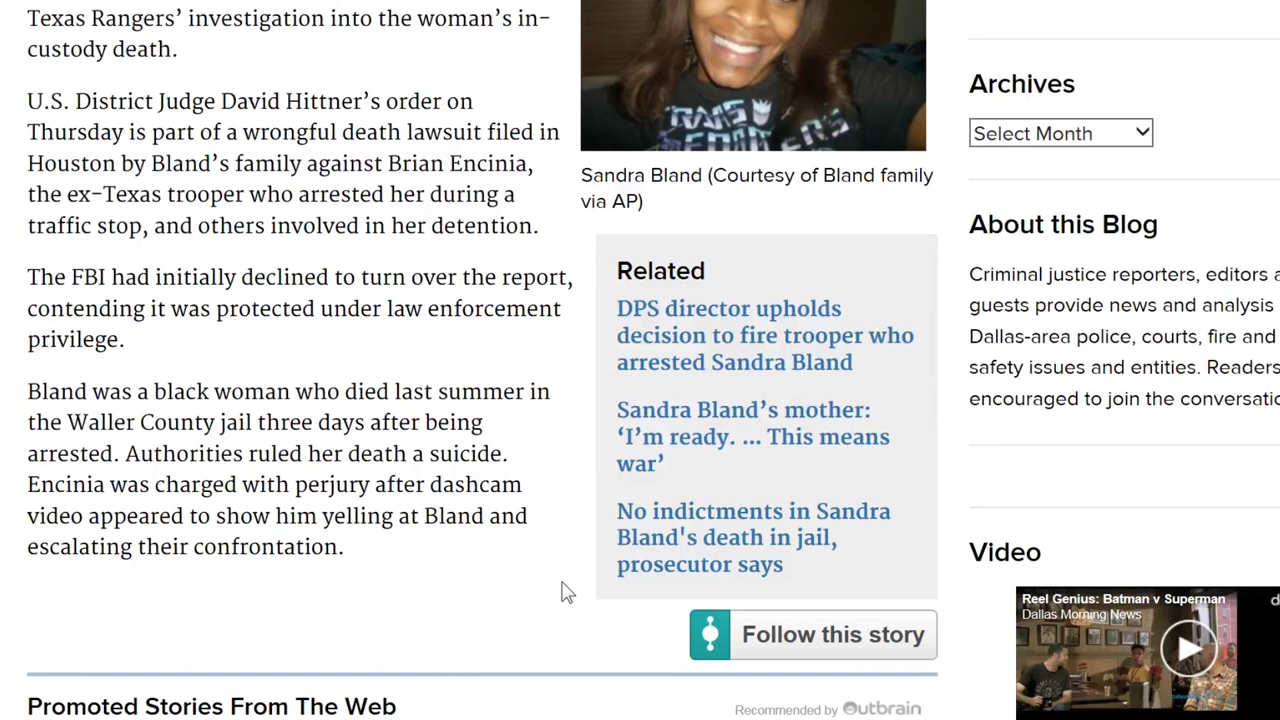 Texas Rangers’ investigation into the woman’s in-
custody death.
U.S. District Judge David Hittner’s order on
Thursday is part of a wrongful death lawsuit filed in
Houston by Bland’s family against Brian Encinia,
the ex-Texas trooper who arrested her during a
traffic stop, and others involved in her detention.
The FBI had initially declined to turn over the report,
contending it was protected under law enforcement
privilege.
Bland was a black woman who died last summer in
the Waller County jail three days after being
arrested. Authorities ruled her death a suicide.
Encinia was charged with perjury after dashcam
video appeared to show him yelling at Bland and
escalating their confrontation.
TRANSFORMERS
Sandra Bland (Courtesy of Bland family
via AP)
Related
DPS director upholds
decision to fire trooper who
arrested Sandra Bland
Sandra Bland’s mother:
‘I’m ready. ... This means
war’
No indictments in Sandra
Bland's death in jail,
prosecutor says
Follow this story
Promoted Stories From The Web
Recommended by Outbrain
Archives
Select Month
About this Blog
Criminal justice reporters, editors a
guests provide news and analysis
Dallas-area police, courts, fire and
safety issues and entities. Readers
encouraged to join the conversatio
Video
Reel Genius: Batman v Superman
Dallas Morning News